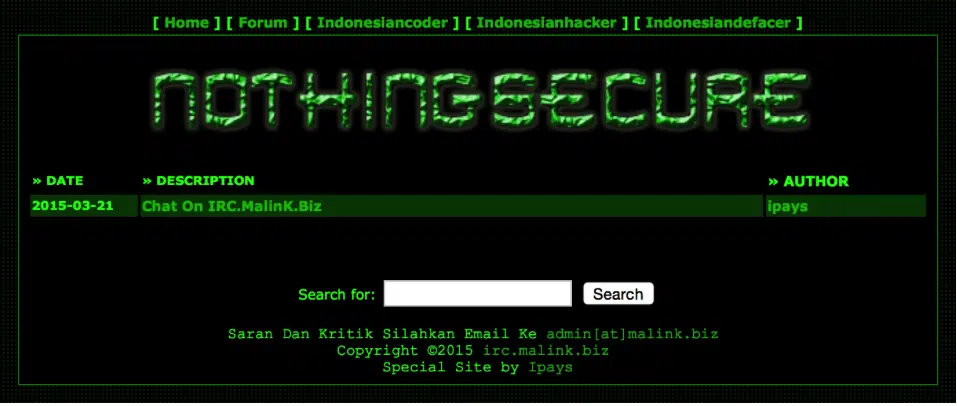 [ Home ] [ Forum ] [ Indonesiancoder ] [ Indonesianhacker ] [ Indonesiandefacer ]
NOTHINGSECURE
» DATE » DESCRIPTION » AUTHOR
2015-03-21 Chat On IRC.MalinK.Biz ipays
Search for: Search
Saran Dan Kritik Silahkan Email Ke admin[at]malink.biz
Copyright ©2015 irc.malink.biz
Special Site by Ipays